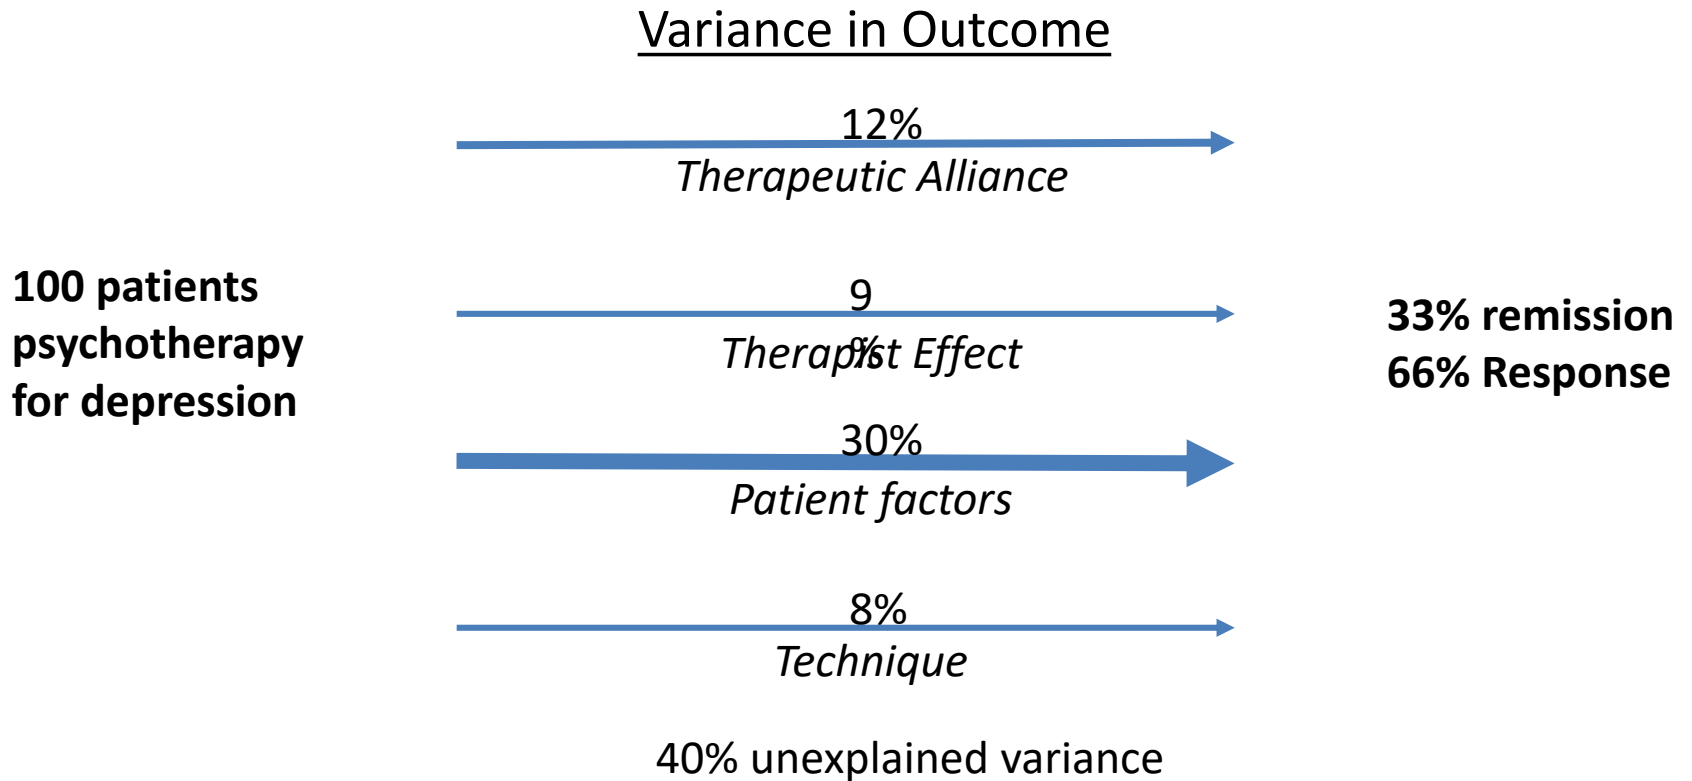 Variance in Outcome
12%
Therapeutic Alliance
100 patients
psychotherapy
for depression
9
%
Therapist Effect
33% remission
66% Response
30%
Patient factors
8%
Technique
40% unexplained variance